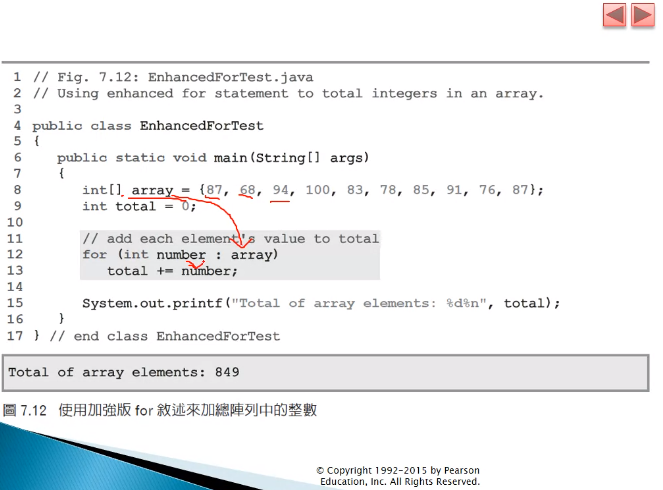 1 // Fig. 7.12: EnhancedForTest.java
2 // Using enhanced for statement to total integers in an array.
3
4 public class EnhancedForTest
5 {
6 public static void main(String[] args)
7 {
8 int[] array = {87, 68, 94, 100, 83, 78, 85, 91, 76, 87};
9 int total = 0;
10
11 // add each element's value to total
12 for (int number : array)
13 total += number;
14
15 System.out.printf("Total of array elements: %d%n", total);
16 }
17 } // end class EnhancedForTest
Total of array elements: 849
圖 7.12 使用加強版 for 敘述來加總陣列中的整數
© Copyright 1992-2015 by Pearson
Education, Inc. All Rights Reserved.